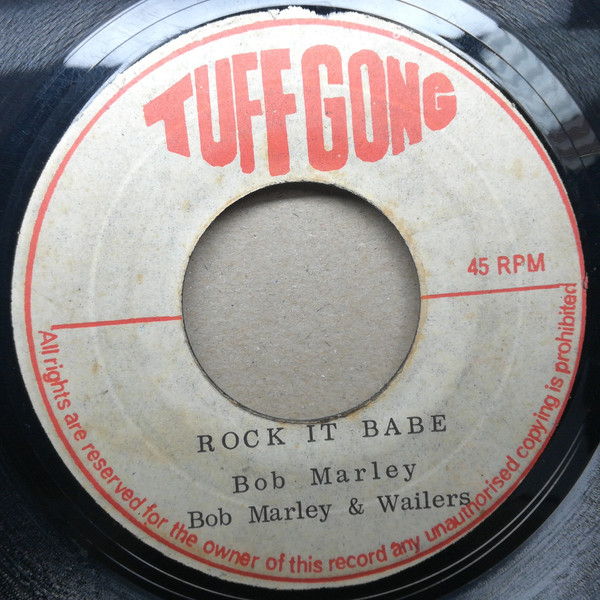 TUFF GONG
45 RPM
ROCK IT BABE
Bob Marley
Bob Marley & Wailers
All rights are reserved for the owner of this record any unauthorised copying is prohibited